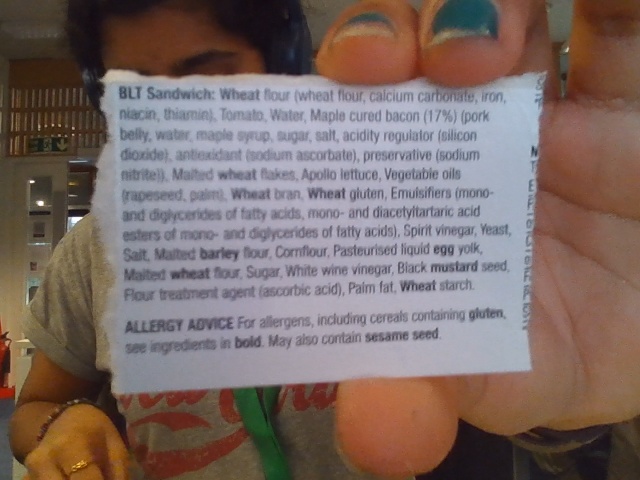 BLT Sandwich: Wheat flour (wheat flour, calcium carbonate, iron,
niacin, thiamin), Tomato, Water, Maple cured bacon (17%) (pork
belly, water, maple syrup, sugar, salt, acidity regulator (silicon
dioxide), antioxidant (sodium ascorbate), preservative (sodium
nitrite)), Malted wheat flakes, Apollo lettuce, Vegetable oils
(rapeseed, palm), Wheat bran, Wheat gluten, Emulsifiers (mono-
and diglycerides of fatty acids, mono- and diacetyltartaric acid
esters of mono- and diglycerides of fatty acids), Spirit vinegar, Yeast,
Salt, Malted barley flour, Cornflour, Pasteurised liquid egg yolk,
Malted wheat flour, Sugar, White wine vinegar, Black mustard seed,
Flour treatment agent (ascorbic acid), Palm fat, Wheat starch.
ALLERGY ADVICE For allergens, including cereals containing gluten,
see ingredients in bold. May also contain sesame seed.